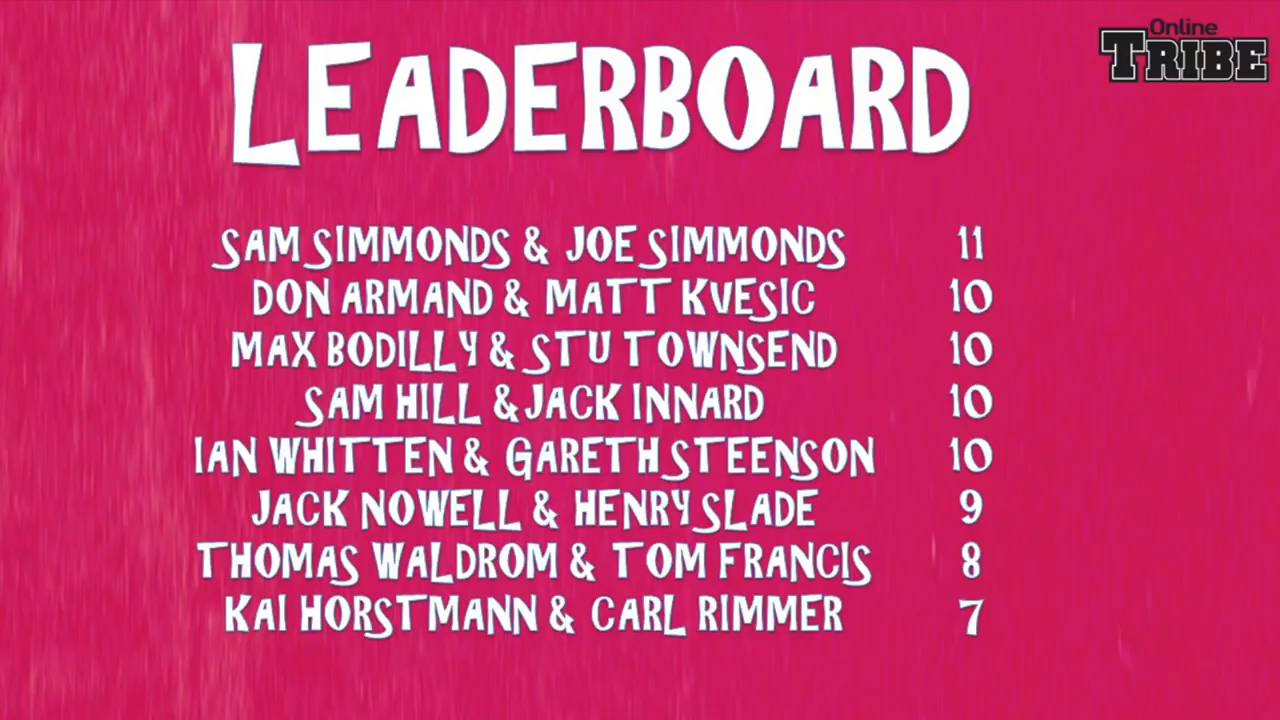 Online
TRIBE
LEADERBOARD
SAM SIMMONDS & JOE SIMMONDS 11
DON ARMAND & MATT KVESIC 10
MAX BODILLY & STU TOWNSEND 10
SAM HILL & JACK INNARD 10
IAN WHITTEN & GARETH STEENSON 10
JACK NOWELL & HENRY SLADE 9
THOMAS WALDROM & TOM FRANCIS 8
KAI HORSTMANN & CARL RIMMER 7